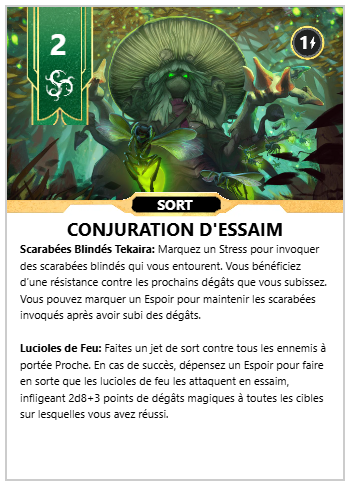 2
1
SORT
CONJURATION D'ESSAIM
Scarabées Blindés Tekaira: Marquez un Stress pour invoquer
des scarabées blindés qui vous entourent. Vous bénéficiez
d'une résistance contre les prochains dégâts que vous subissez.
Vous pouvez marquer un Espoir pour maintenir les scarabées
invoqués après avoir subi des dégâts.
Lucioles de Feu: Faites un jet de sort contre tous les ennemis à
portée Proche. En cas de succès, dépensez un Espoir pour faire
en sorte que les lucioles de feu les attaquent en essaim,
infligeant 2d8+3 points de dégâts magiques à toutes les cibles
sur lesquelles vous avez réussi.